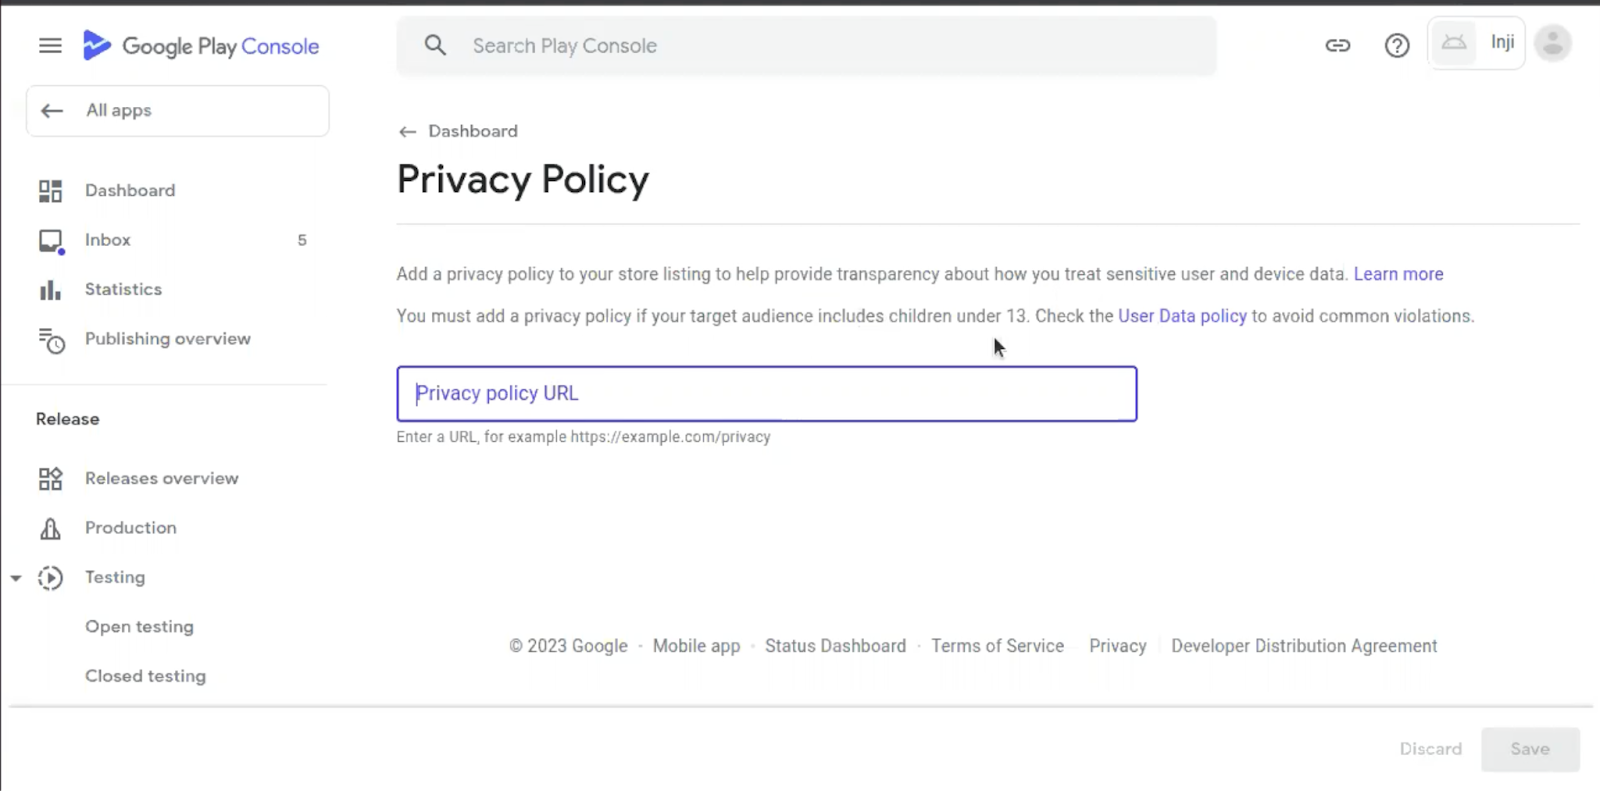 Google Play Console
Search Play Console
Inji
All apps
Dashboard
Inbox 5
Statistics
Publishing overview
Release
Releases overview
Production
Testing
Open testing
Closed testing
Dashboard
Privacy Policy
Add a privacy policy to your store listing to help provide transparency about how you treat sensitive user and device data. Learn more
You must add a privacy policy if your target audience includes children under 13. Check the User Data policy to avoid common violations.
Privacy policy URL
Enter a URL, for example https://example.com/privacy
© 2023 Google · Mobile app · Status Dashboard · Terms of Service Privacy Developer Distribution Agreement
Discard Save